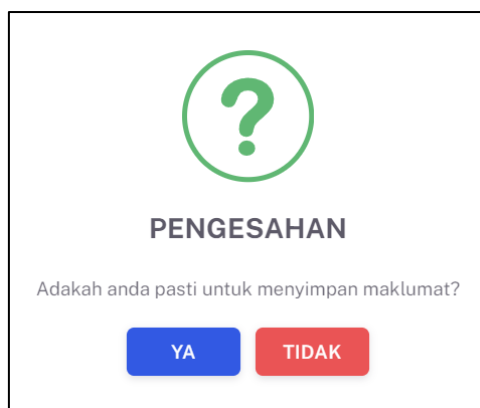 ?
PENGESAHAN
Adakah anda pasti untuk menyimpan maklumat?
YA
TIDAK